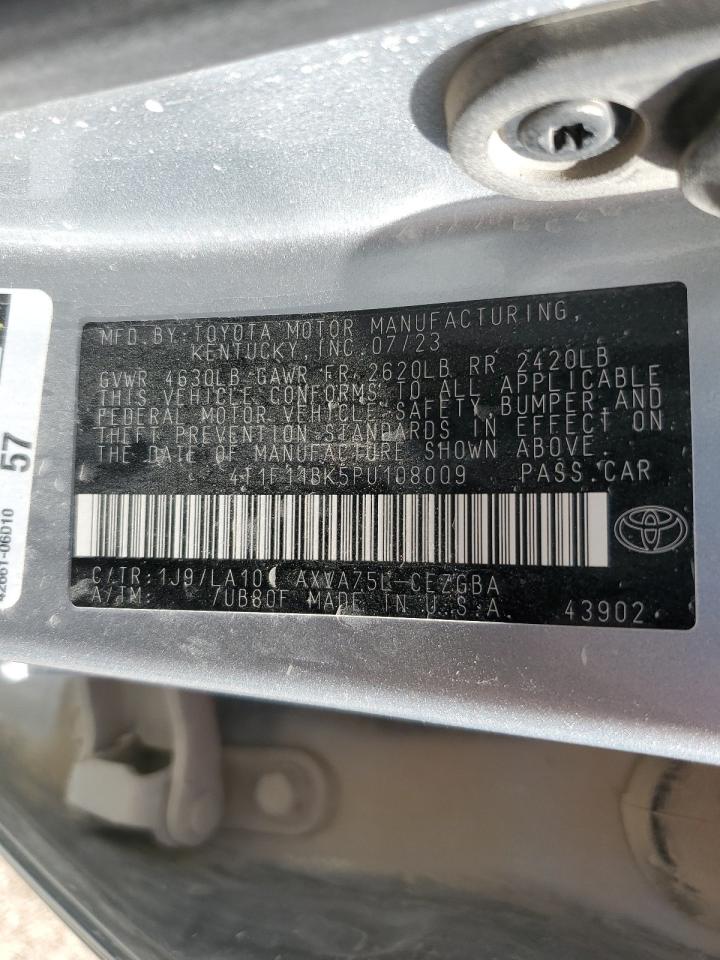 MFD.BY:TOYOTA MOTOR MANUFACTURING,
KENTUCKY,INC.07/23
GVWR 4630LB GAWR FR 2620LB RR 2420LB
THIS VEHICLE CONFORMS TO ALL APPLICABLE
FEDERAL MOTOR VEHICLE SAFETY,BUMPER,AND
THEFT PREVENTION STANDARDS IN EFFECT ON
THE DATE OF MANUFACTURE SHOWN ABOVE.
4T1F11BK5PU108009 PASS.CAR
C/TR:1J9/LA10 AXVA75L-CEZGBA
A/TM: /UB80F MADE IN U.S.A. 43902
57
42661-06D10